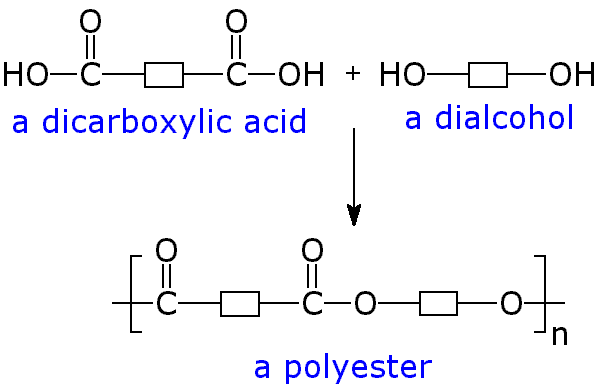 O O
HO C C OH + HO OH
a dicarboxylic acid a dialcohol
O O
C C O O
n
a polyester